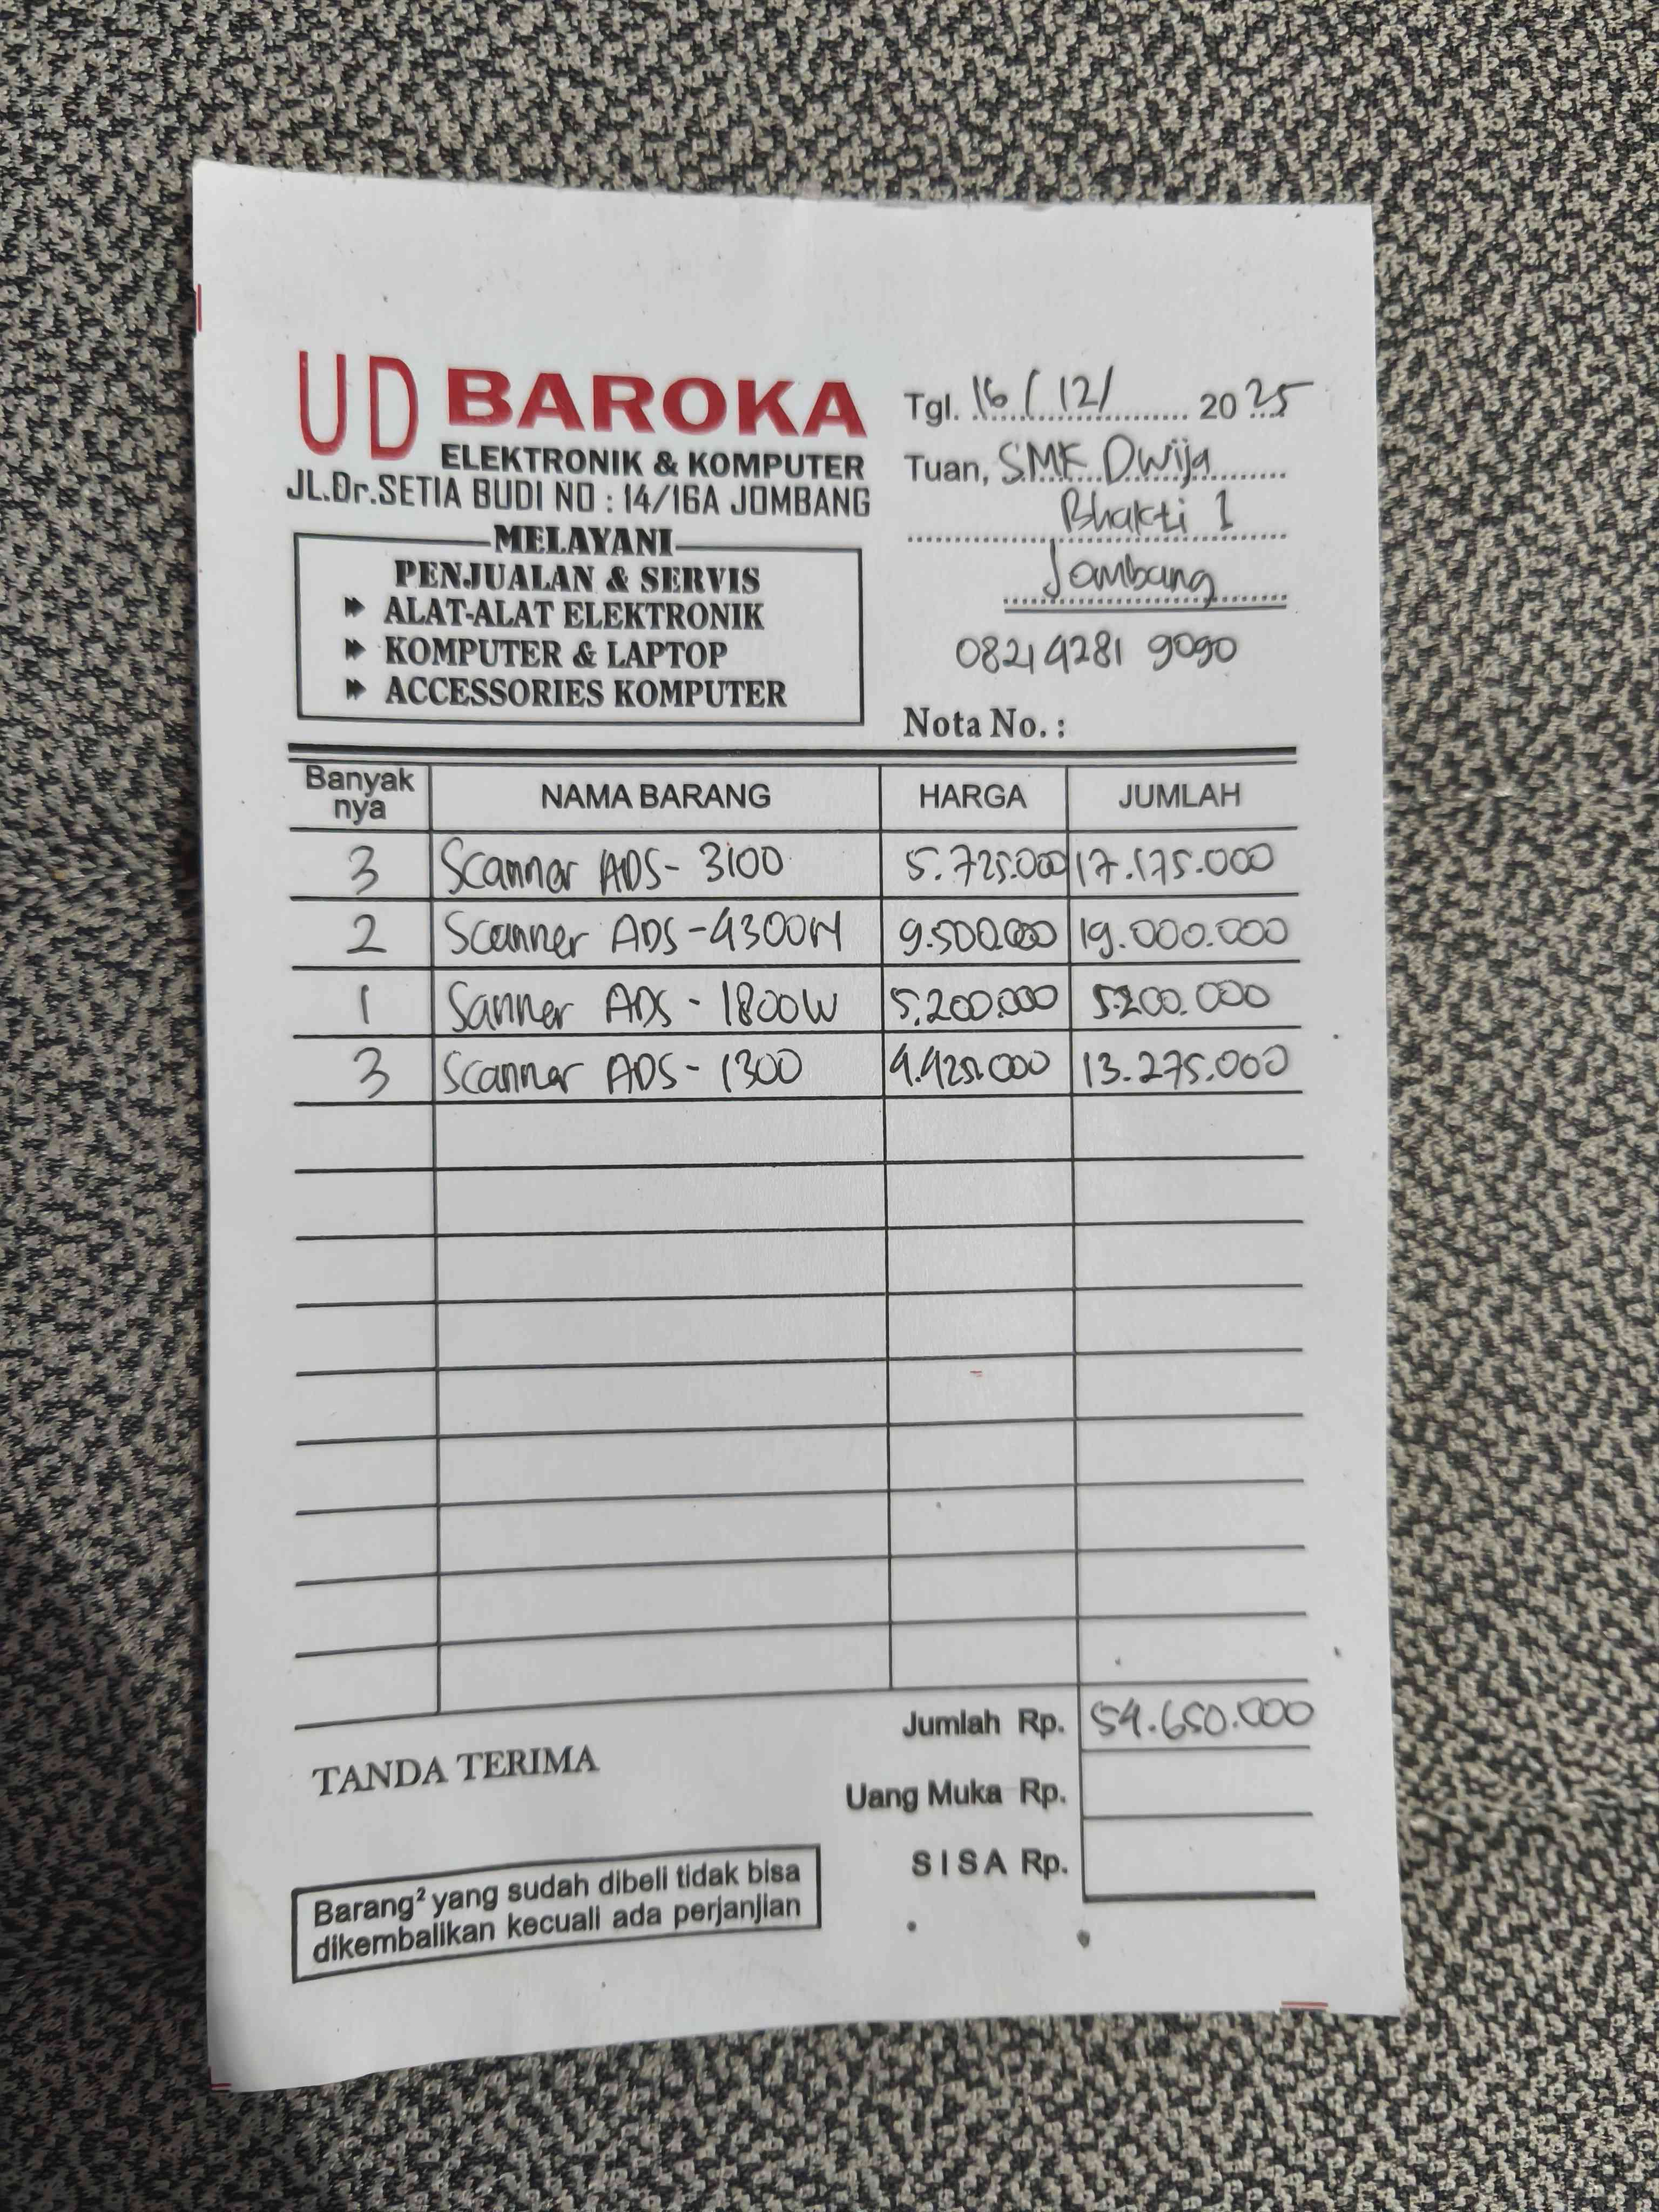 UD BAROKA
ELEKTRONIK & KOMPUTER
JL.Dr.SETIA BUDI NO : 14/16A JOMBANG
MELAYANI
PENJUALAN & SERVIS
ALAT-ALAT ELEKTRONIK
KOMPUTER & LAPTOP
ACCESSORIES KOMPUTER
Tgl. 16 / 12 / 2025
Tuan, SMK Dwija
Bhakti 1
Jombang
0821 4281 9090
Nota No. :
Banyak nya NAMA BARANG HARGA JUMLAH
3 Scanner ADS- 3100 5.725.000 17.175.000
2 Scanner ADS-4300W 9.500.000 19.000.000
1 Sanner ADS - 1800W 5.200.000 5.200.000
3 Scanner ADS- 1300 4.425.000 13.275.000
Jumlah Rp. 54.650.000
TANDA TERIMA
Uang Muka Rp.
SISA Rp.
Barang² yang sudah dibeli tidak bisa
dikembalikan kecuali ada perjanjian